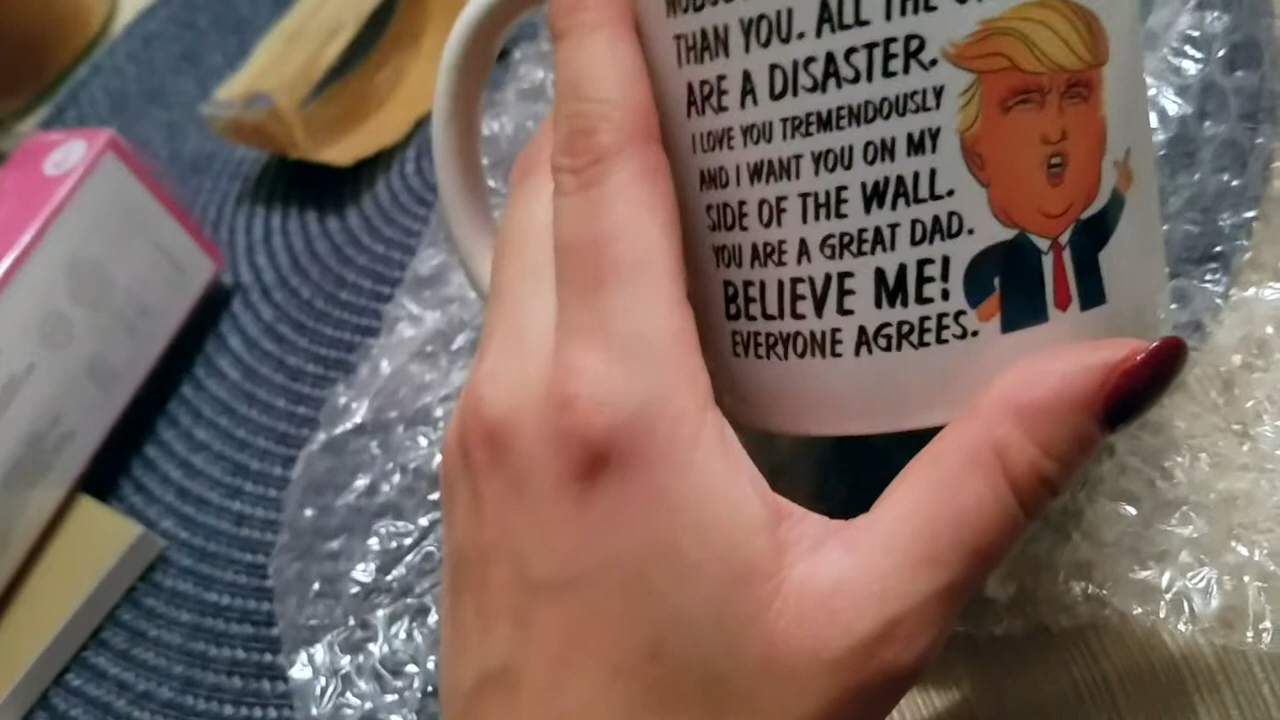 THAN YOU. ALL THE
ARE A DISASTER.
I LOVE YOU TREMENDOUSLY
AND I WANT YOU ON MY
SIDE OF THE WALL.
YOU ARE A GREAT DAD.
BELIEVE ME!
EVERYONE AGREES.